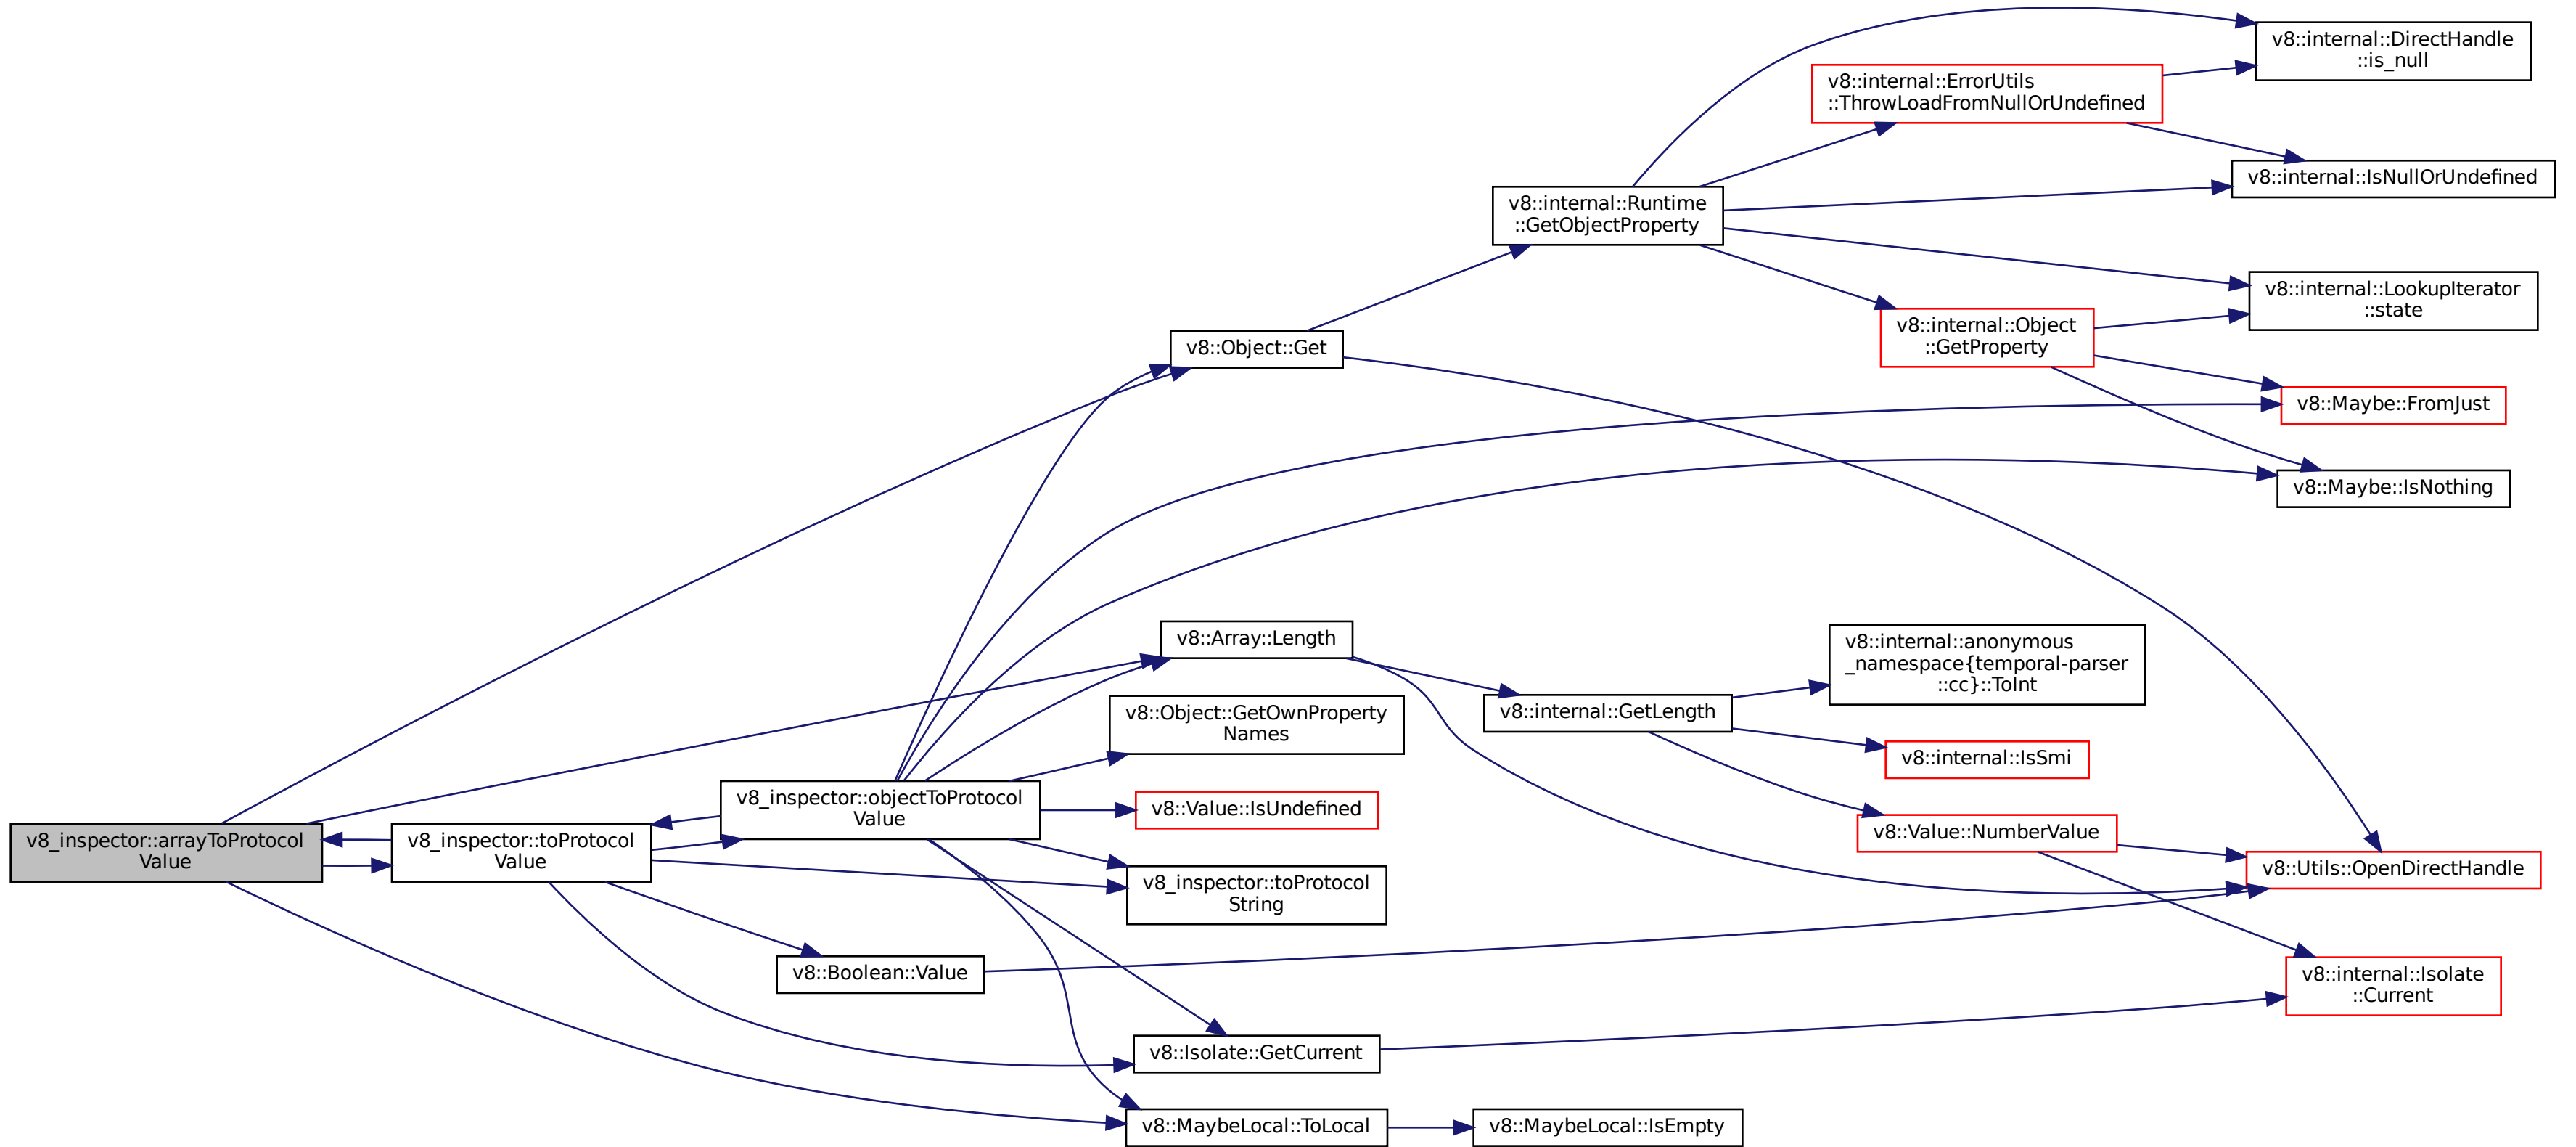 v8::internal::DirectHandle
::is_null
v8::internal::ErrorUtils
::ThrowLoadFromNullOrUndefined
v8::internal::IsNullOrUndefined
v8::internal::Runtime
::GetObjectProperty
v8::internal::LookupIterator
::state
v8::internal::Object
::GetProperty
v8::Object::Get
v8::Maybe::FromJust
v8::Maybe::IsNothing
v8::Array::Length
v8::internal::anonymous
_namespace{temporal-parser
::cc}::ToInt
v8::Object::GetOwnProperty
Names
v8::internal::GetLength
v8::internal::IsSmi
v8_inspector::objectToProtocol
Value
v8::Value::IsUndefined
v8::Value::NumberValue
v8_inspector::arrayToProtocol
Value
v8_inspector::toProtocol
Value
v8::Utils::OpenDirectHandle
v8_inspector::toProtocol
String
v8::Boolean::Value
v8::internal::Isolate
::Current
v8::Isolate::GetCurrent
v8::MaybeLocal::ToLocal
v8::MaybeLocal::IsEmpty